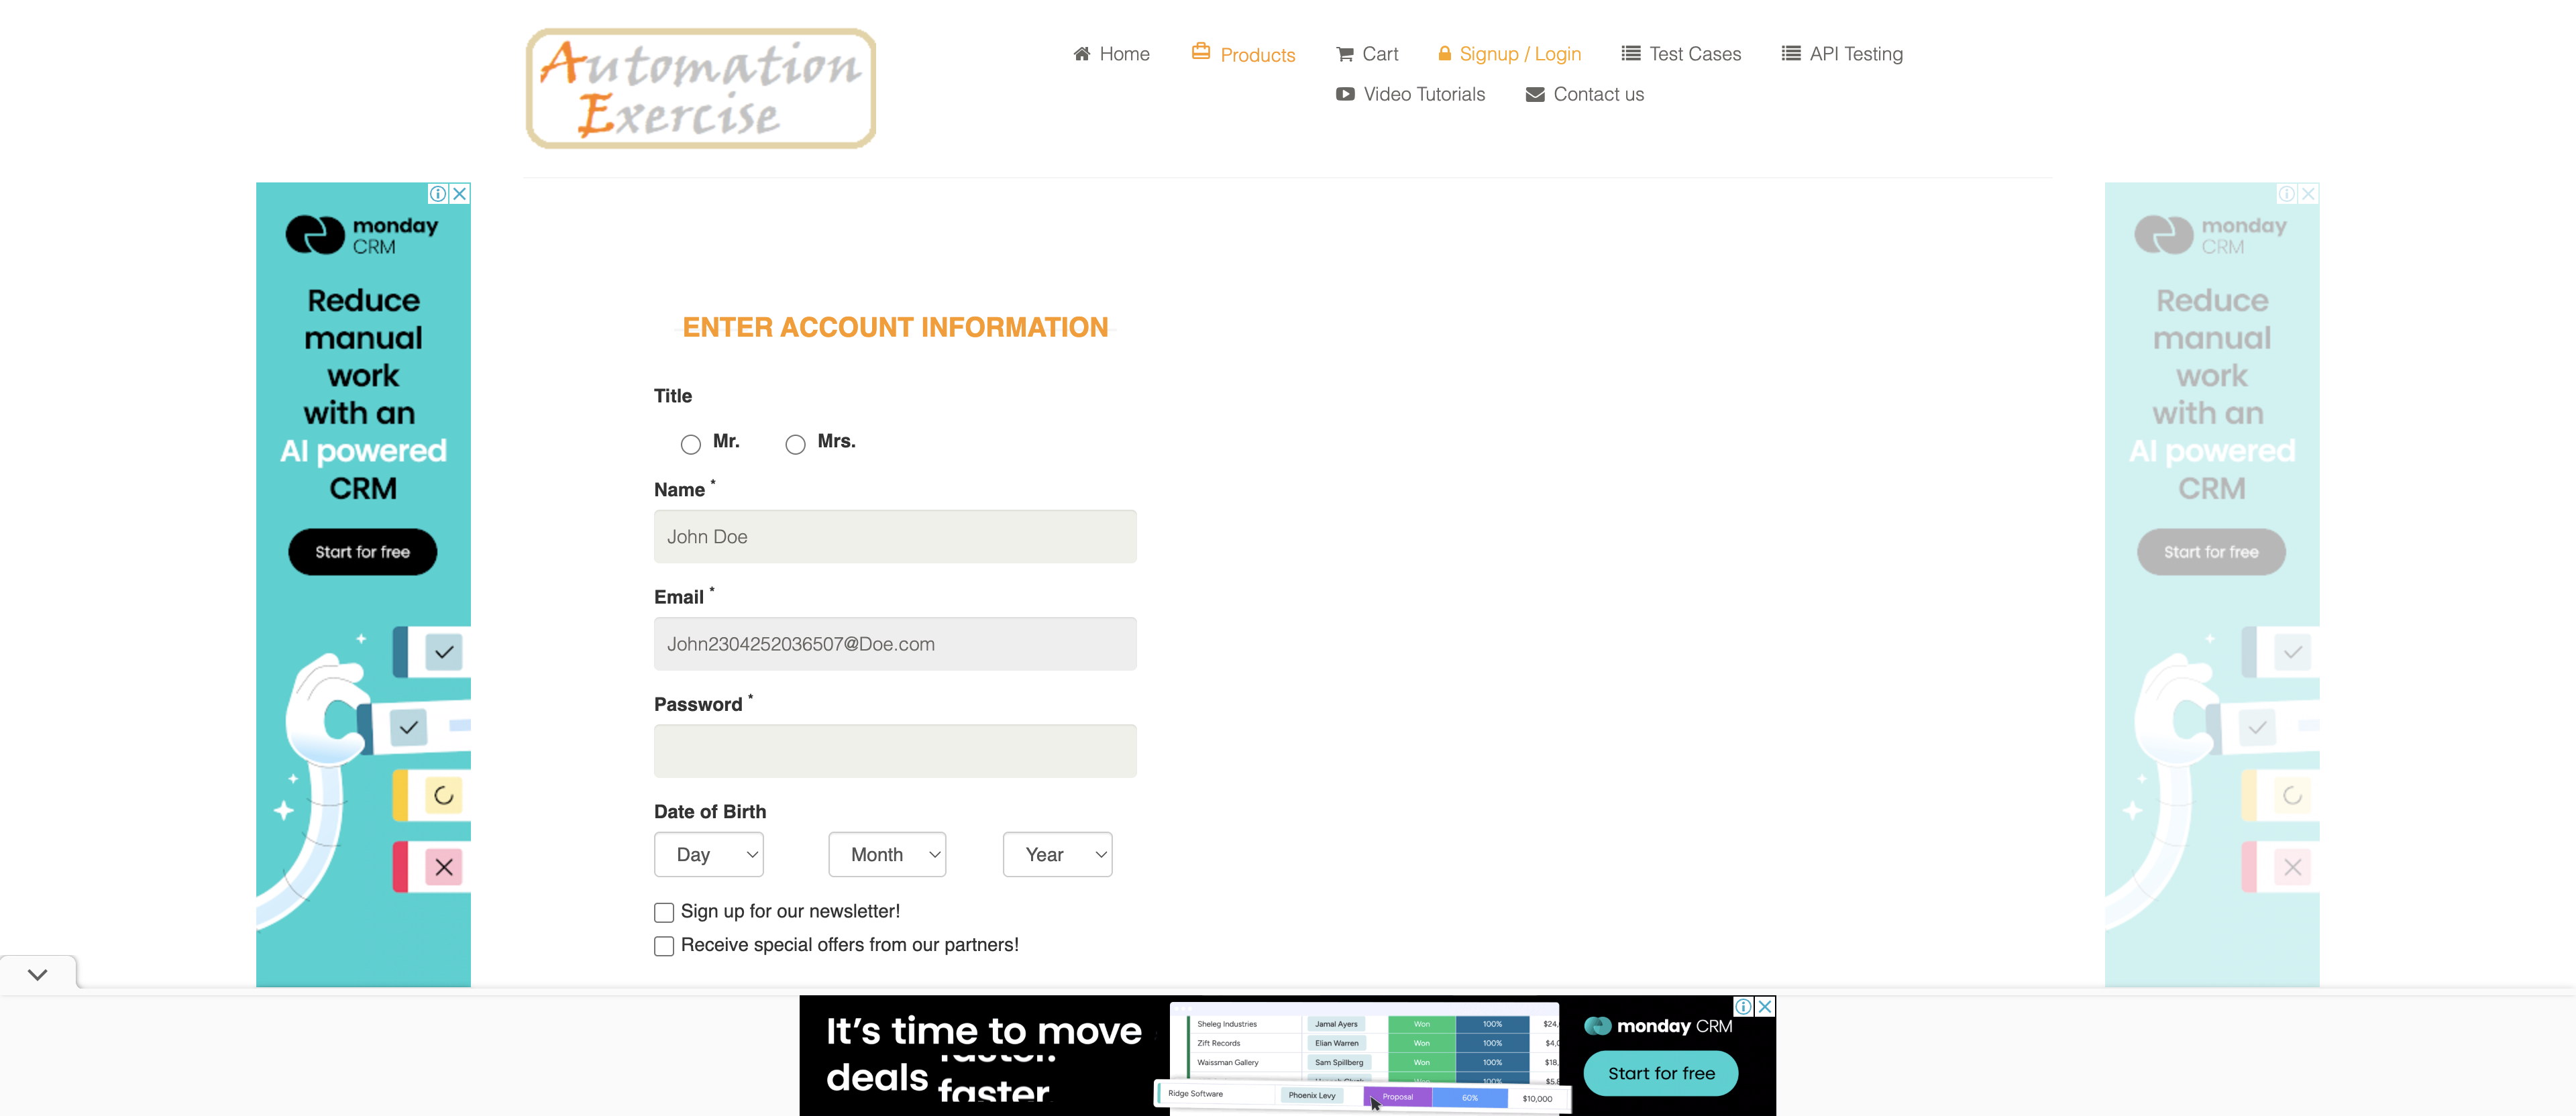 Automation
Exercise
Home
Products
Cart
Signup / Login
Test Cases
API Testing
Video Tutorials
Contact us
monday
CRM
Reduce
manual
work
with an
AI powered
CRM
Start for free
ENTER ACCOUNT INFORMATION
Title
Mr.
Mrs.
Name *
John Doe
Email *
John2304252036507@Doe.com
Password *
Date of Birth
Day
Month
Year
Sign up for our newsletter!
Receive special offers from our partners!
monday
CRM
Reduce
manual
work
with an
AI powered
CRM
Start for free
It's time to move
deals faster.
Sheleg Industries Jamal Ayers Won 100% $24,
Zift Records Elian Warren Won 100%
Waissman Gallery Sam Spillberg Won 100% $18,
100%
Ridge Software Phoenix Levy Proposal 60% $10,000
monday CRM
Start for free